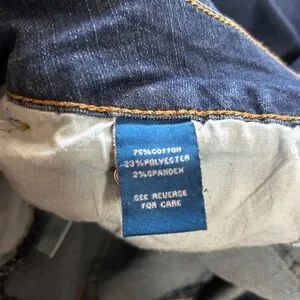 75%COTTON
23%POLYESTER
2%SPANDEX
SEE REVERSE
FOR CARE